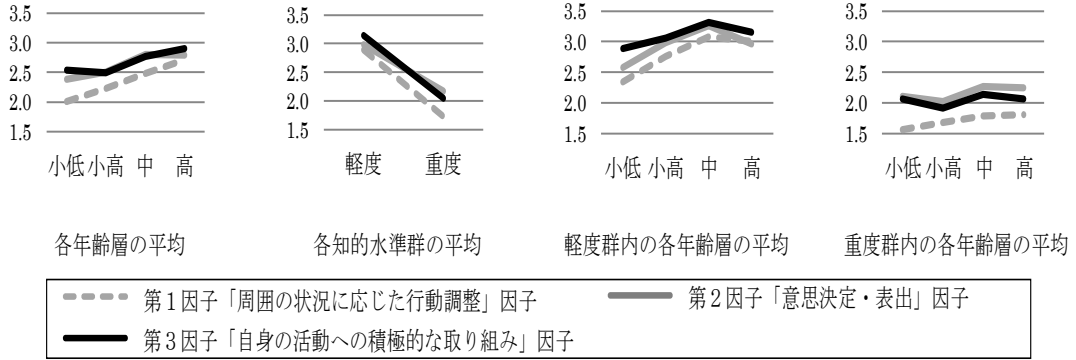 3.5 3.5 3.5 3.5
3.0 3.0 3.0 3.0
2.5 2.5 2.5 2.5
2.0 2.0 2.0 2.0
1.5 1.5 1.5 1.5
小低 小高 中 高 軽度 重度 小低 小高 中 高 小低 小高 中 高
各年齢層の平均 各知的水準群の平均 軽度群内の各年齢層の平均 重度群内の各年齢層の平均
第1因子「周囲の状況に応じた行動調整」因子 第2因子「意思決定・表出」因子
第3因子「自身の活動への積極的な取り組み」因子